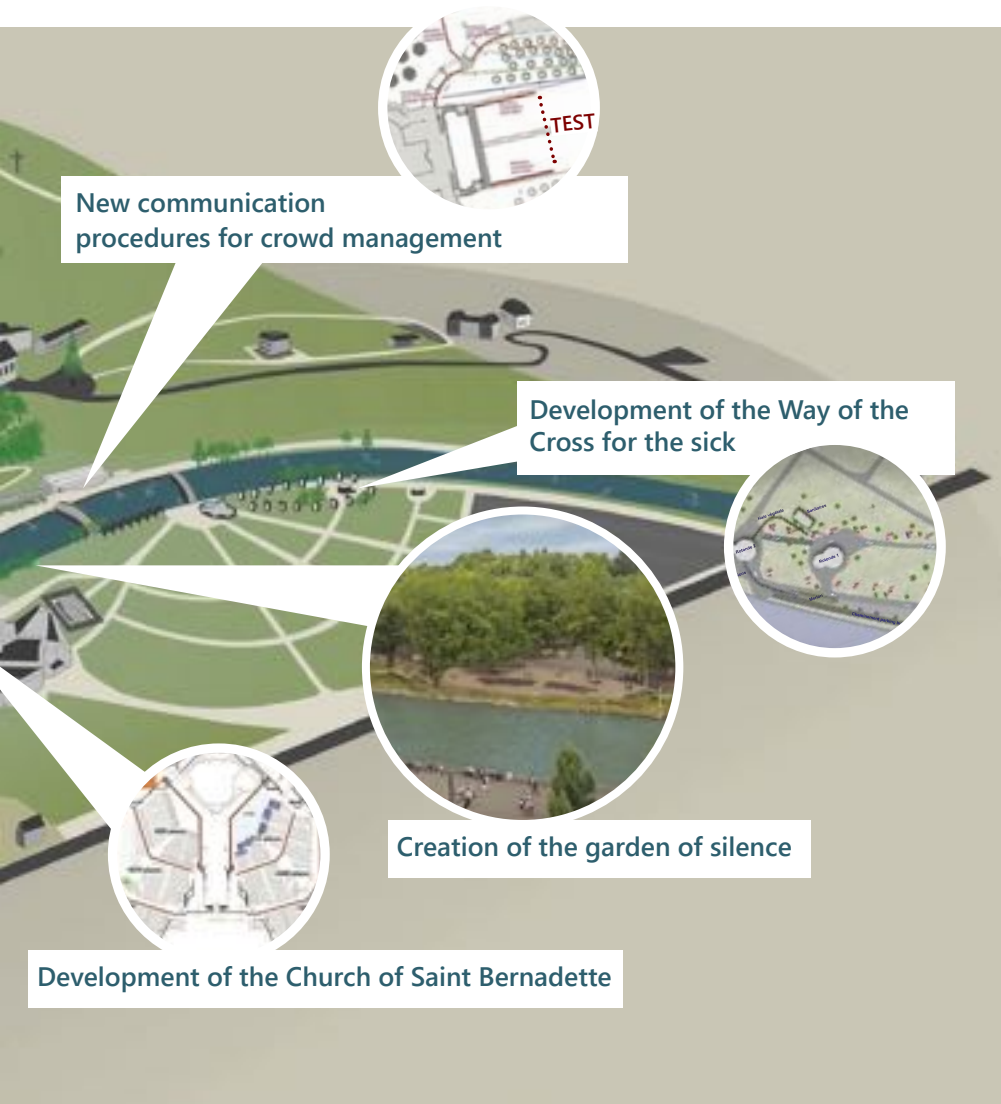 TEST
New communication
procedures for crowd management
Development of the Way of the
Cross for the sick
Creation of the garden of silence
Development of the Church of Saint Bernadette